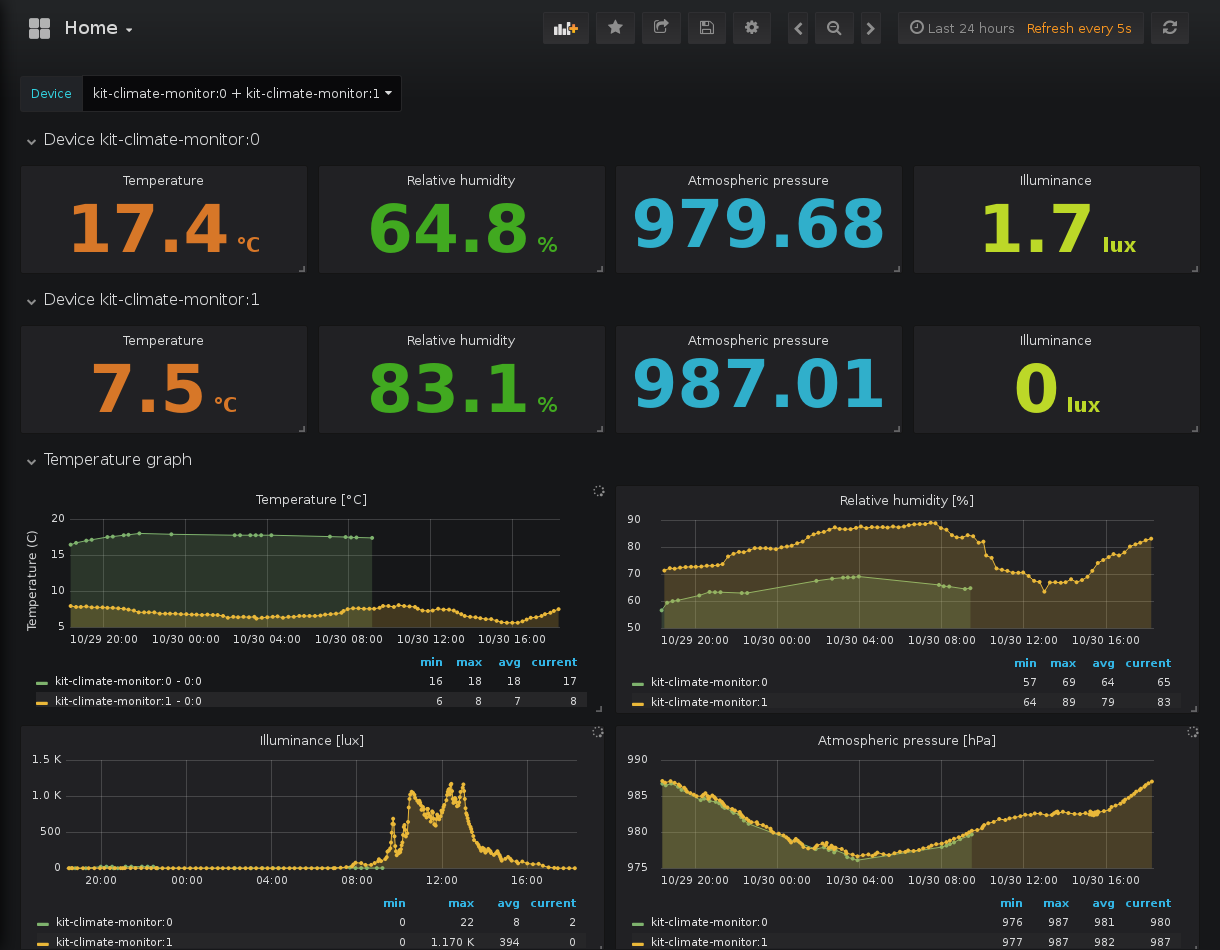 Home
Last 24 hours Refresh every 5s
Device kit-climate-monitor:0 + kit-climate-monitor:1
Device kit-climate-monitor:0
Temperature Relative humidity Atmospheric pressure Illuminance
17.4 °C 64.8 % 979.68 1.7 lux
Device kit-climate-monitor:1
Temperature Relative humidity Atmospheric pressure Illuminance
7.5 °C 83.1 % 987.01 0 lux
Temperature graph
Temperature [°C]
Temperature (C)
20
15
10
5
10/29 20:00 10/30 00:00 10/30 04:00 10/30 08:00 10/30 12:00 10/30 16:00
min max avg current
kit-climate-monitor:0 - 0:0 16 18 18 17
kit-climate-monitor:1 - 0:0 6 8 7 8
Relative humidity [%]
90
80
70
60
50
10/29 20:00 10/30 00:00 10/30 04:00 10/30 08:00 10/30 12:00 10/30 16:00
min max avg current
kit-climate-monitor:0 57 69 64 65
kit-climate-monitor:1 64 89 79 83
Illuminance [lux]
1.5 K
1.0 K
500
0
20:00 00:00 04:00 08:00 12:00 16:00
min max avg current
kit-climate-monitor:0 0 22 8 2
kit-climate-monitor:1 0 1.170 K 394 0
Atmospheric pressure [hPa]
990
985
980
975
10/29 20:00 10/30 00:00 10/30 04:00 10/30 08:00 10/30 12:00 10/30 16:00
min max avg current
kit-climate-monitor:0 976 987 981 980
kit-climate-monitor:1 977 987 982 987